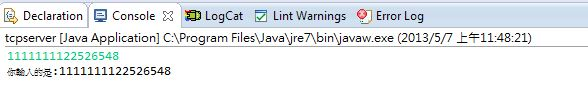 Declaration Console LogCat Lint Warnings Error Log
tcpserver [Java Application] C:\Program Files\Java\jre7\bin\javaw.exe (2013/5/7 上午11:48:21)
1111111122526548
你輸入的是:1111111122526548